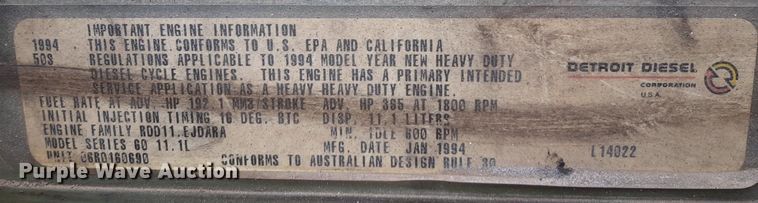 IMPORTANT ENGINE INFORMATION
1994 THIS ENGINE CONFORMS TO U.S. EPA AND CALIFORNIA
50S REGULATIONS APPLICABLE TO 1994 MODEL YEAR NEW HEAVY DUTY
DIESEL CYCLE ENGINES. THIS ENGINE HAS A PRIMARY INTENDED
SERVICE APPLICATION AS A HEAVY HEAVY DUTY ENGINE.
FUEL RATE AT ADV. HP 192.1 MM3/STROKE ADV. HP 365 AT 1800 RPM
INITIAL INJECTION TIMING 16 DEG. BTC DISP. 11.1 LITERS
ENGINE FAMILY RDD11.EJDARA MIN. IDLE 600 RPM
MODEL SERIES 60 11.1L MFG. DATE JAN 1994
UNIT 06R0160690 CONFORMS TO AUSTRALIAN DESIGN RULE 30
L14022
DETROIT DIESEL
CORPORATION
U.S.A.
Purple Wave Auction